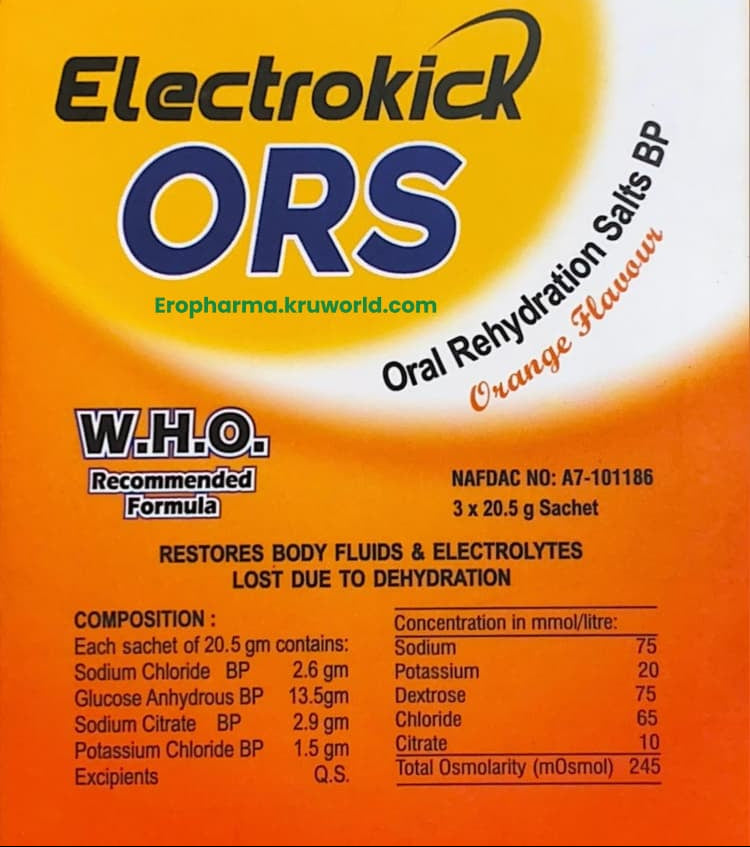 Electrokick
ORS
Eropharma.kruworld.com
Oral Rehydration Salts BP
Orange Flavour
W.H.O.
Recommended
Formula
NAFDAC NO: A7-101186
3 x 20.5 g Sachet
RESTORES BODY FLUIDS & ELECTROLYTES
LOST DUE TO DEHYDRATION
COMPOSITION :
Each sachet of 20.5 gm contains:
Sodium Chloride BP 2.6 gm
Glucose Anhydrous BP 13.5gm
Sodium Citrate BP 2.9 gm
Potassium Chloride BP 1.5 gm
Excipients Q.S.
Concentration in mmol/litre:
Sodium 75
Potassium 20
Dextrose 75
Chloride 65
Citrate 10
Total Osmolarity (mOsmol) 245